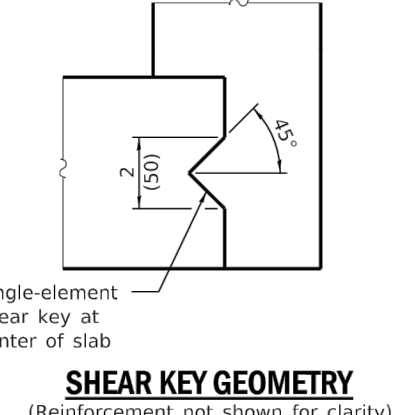 45°
2
(50)
ngle-element
ear key at
nter of slab
SHEAR KEY GEOMETRY
(Reinforcement not shown for clarity)